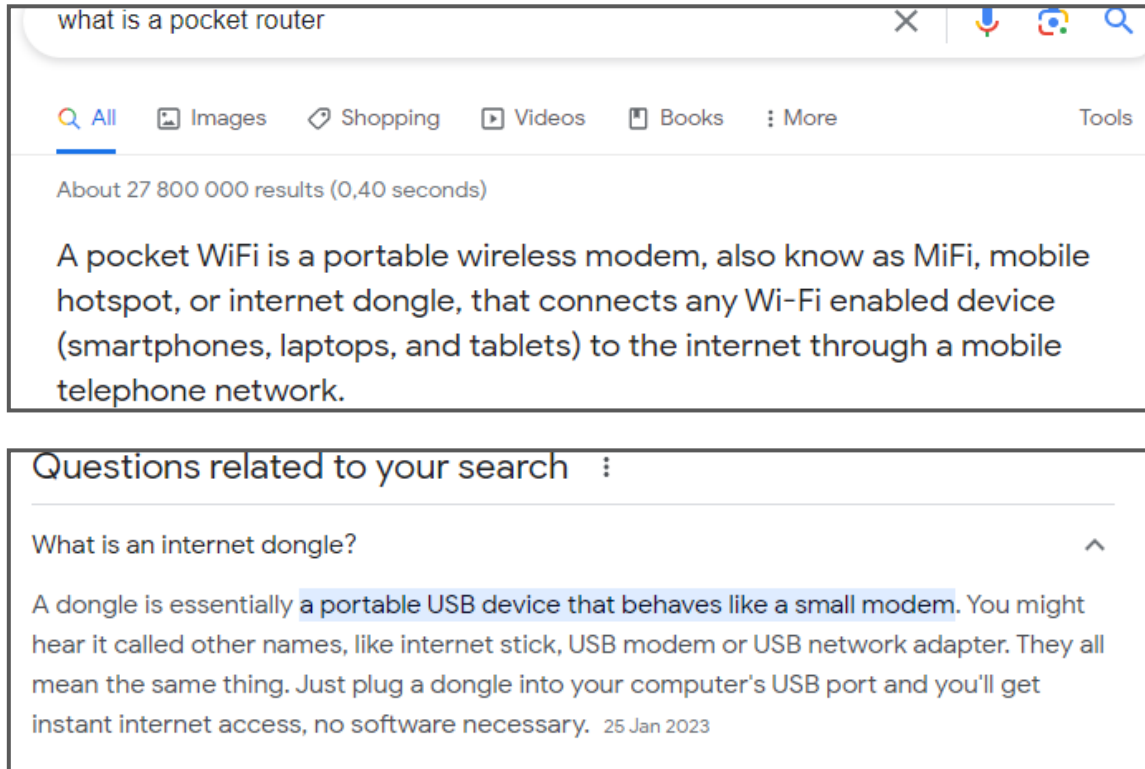 what is a pocket router
All Images Shopping Videos Books More Tools
About 27 800 000 results (0,40 seconds)
A pocket WiFi is a portable wireless modem, also know as MiFi, mobile
hotspot, or internet dongle, that connects any Wi-Fi enabled device
(smartphones, laptops, and tablets) to the internet through a mobile
telephone network.
Questions related to your search
What is an internet dongle?
A dongle is essentially a portable USB device that behaves like a small modem. You might
hear it called other names, like internet stick, USB modem or USB network adapter. They all
mean the same thing. Just plug a dongle into your computer's USB port and you'll get
instant internet access, no software necessary. 25 Jan 2023